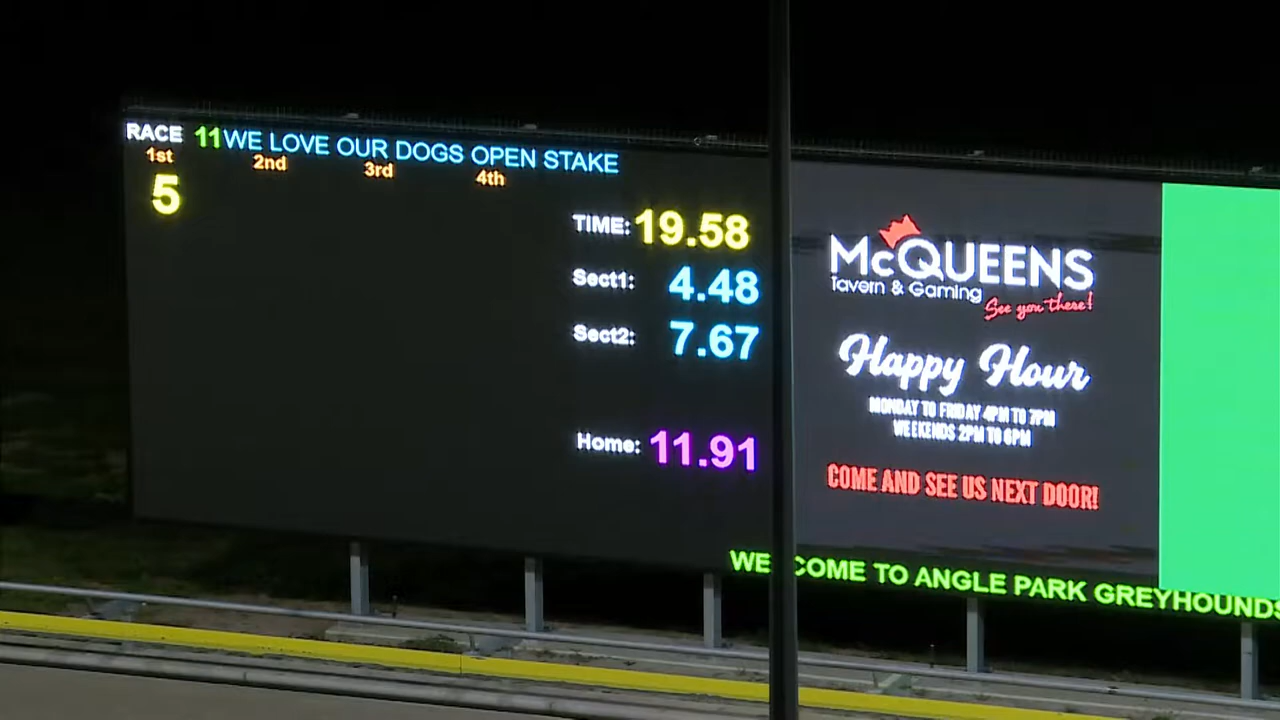 RACE 11 WE LOVE OUR DOGS OPEN STAKE
1st 2nd 3rd 4th
5
TIME: 19.58
Sect1: 4.48
Sect2: 7.67
Home: 11.91
McQUEENS
Tavern & Gaming
See you there!
Happy Hour
MONDAY TO FRIDAY 4PM TO 7PM
WEEKENDS 2PM TO 6PM
COME AND SEE US NEXT DOOR!
WELCOME TO ANGLE PARK GREYHOUNDS